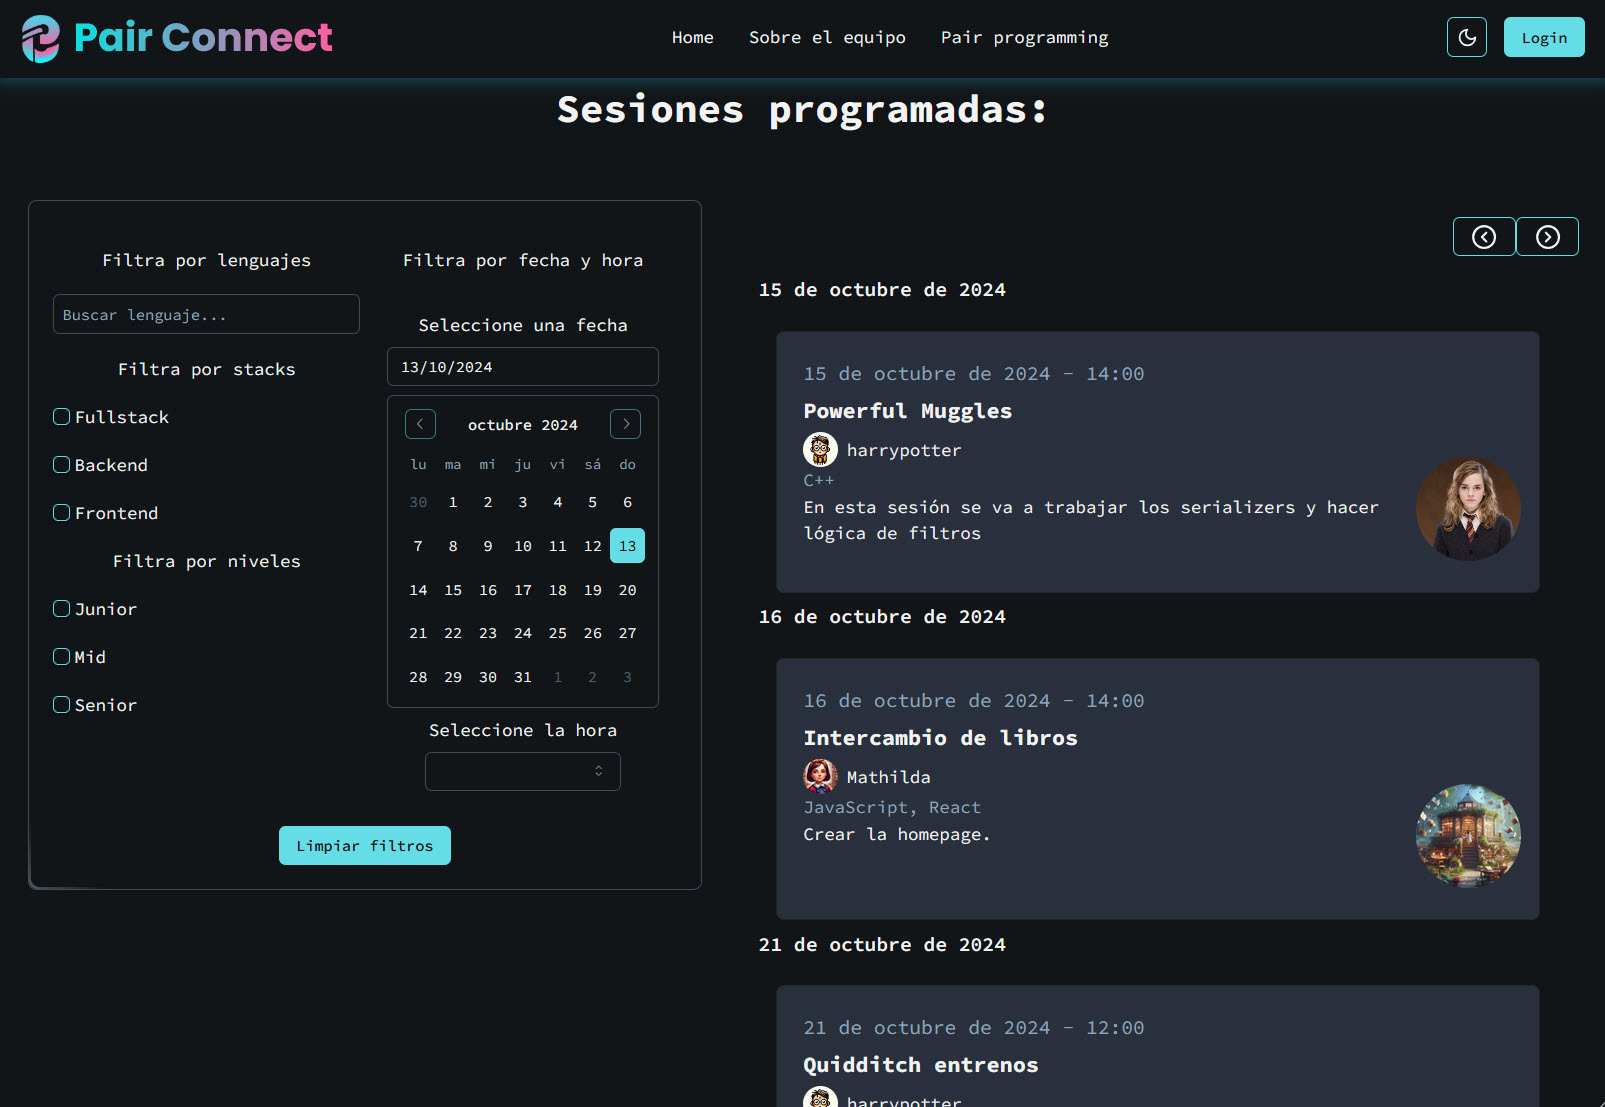 Pair Connect
Home
Sobre el equipo
Pair programming
Login
Sesiones programadas:
Filtra por lenguajes
Buscar lenguaje...
Filtra por stacks
Fullstack
Backend
Frontend
Filtra por niveles
Junior
Mid
Senior
Filtra por fecha y hora
Seleccione una fecha
13/10/2024
octubre 2024
lu ma mi ju vi sá do
30 1 2 3 4 5 6
7 8 9 10 11 12 13
14 15 16 17 18 19 20
21 22 23 24 25 26 27
28 29 30 31 1 2 3
Seleccione la hora
Limpiar filtros
15 de octubre de 2024
15 de octubre de 2024 - 14:00
Powerful Muggles
harrypotter
C++
En esta sesión se va a trabajar los serializers y hacer
lógica de filtros
16 de octubre de 2024
16 de octubre de 2024 - 14:00
Intercambio de libros
Mathilda
JavaScript, React
Crear la homepage.
21 de octubre de 2024
21 de octubre de 2024 - 12:00
Quidditch entrenos
harrypotter